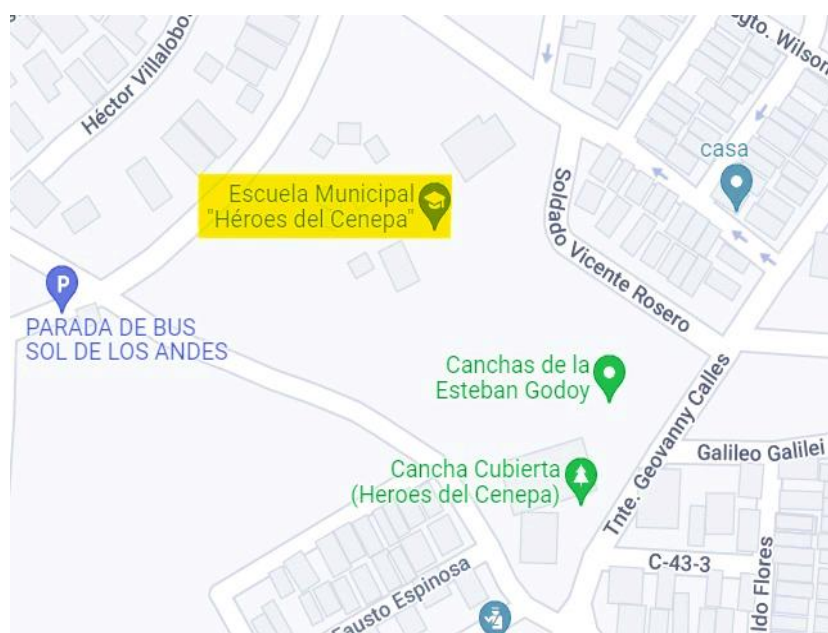 Héctor Villalobos
gto. Wilson
casa
Escuela Municipal
"Héroes del Cenepa"
Soldado Vicente Rosero
P
PARADA DE BUS
SOL DE LOS ANDES
Canchas de la
Esteban Godoy
Tnte. Geovanny Calles
Galileo Galilei
Cancha Cubierta
(Heroes del Cenepa)
C-43-3
ldo Flores
Fausto Espinosa